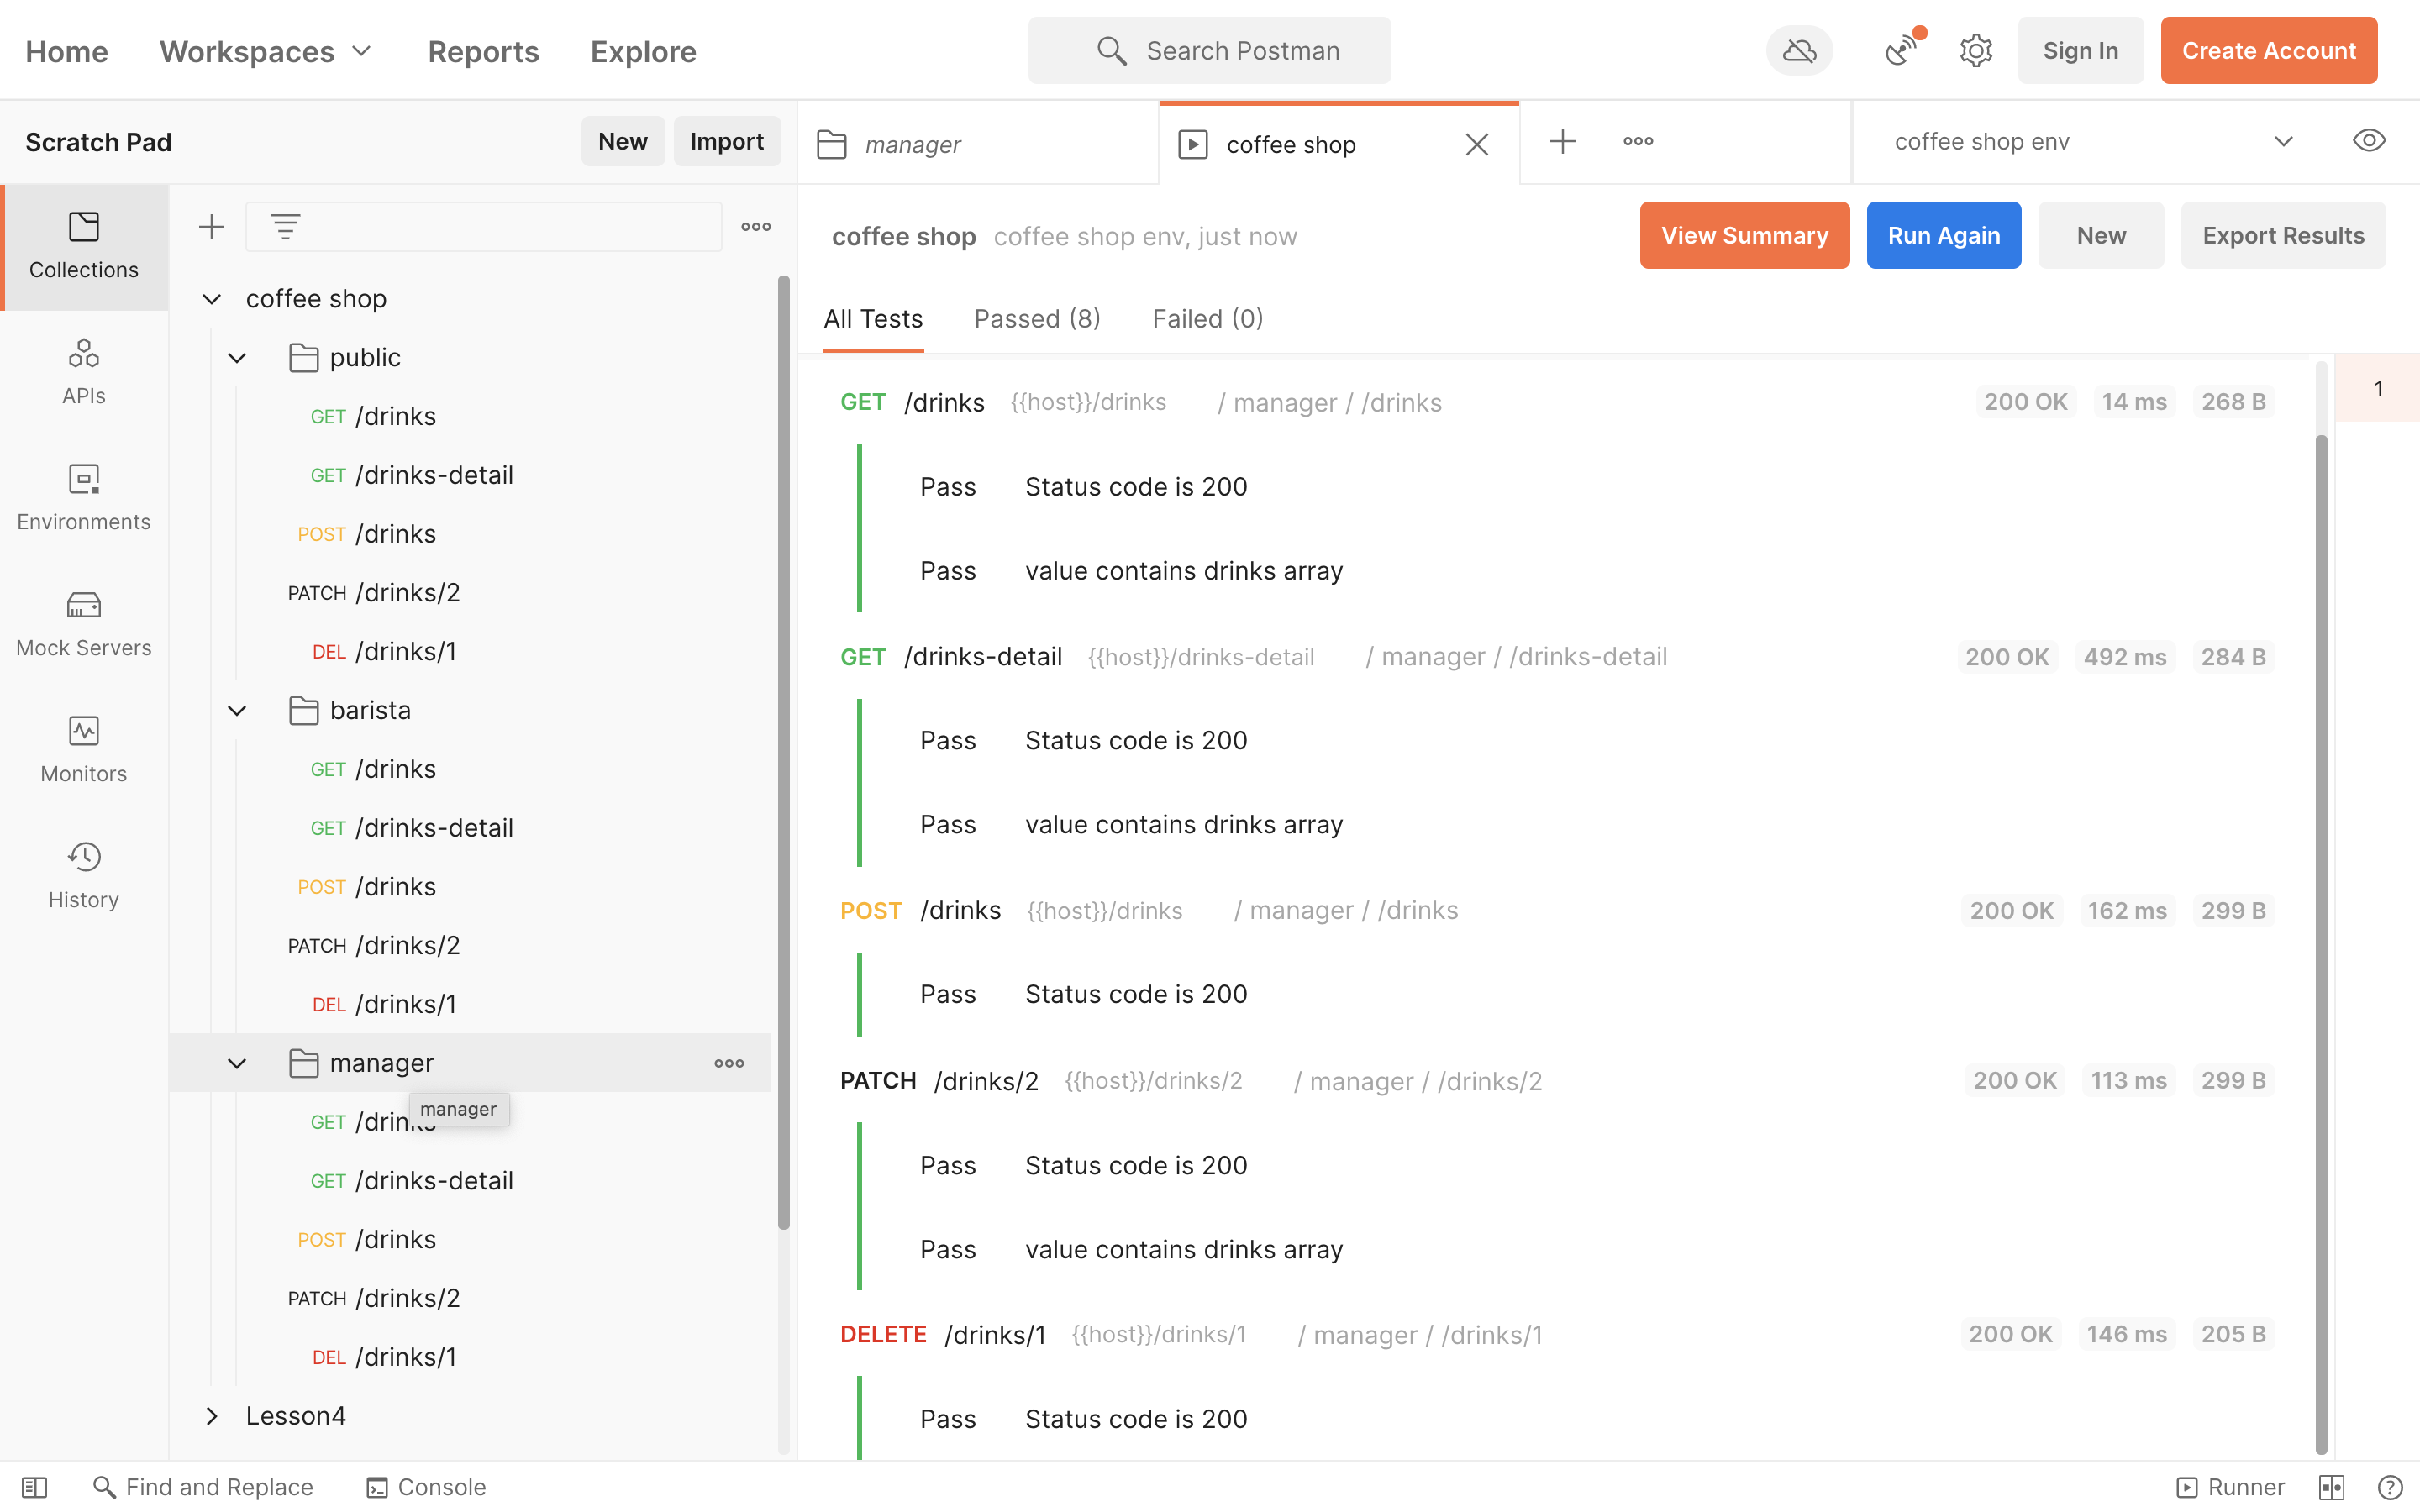 Home Workspaces Reports Explore Search Postman Sign In Create Account
Scratch Pad New Import manager coffee shop coffee shop env
Collections
APIs
Environments
Mock Servers
Monitors
History
coffee shop
public
GET /drinks
GET /drinks-detail
POST /drinks
PATCH /drinks/2
DEL /drinks/1
barista
GET /drinks
GET /drinks-detail
POST /drinks
PATCH /drinks/2
DEL /drinks/1
manager
manager
GET /drinks
GET /drinks-detail
POST /drinks
PATCH /drinks/2
DEL /drinks/1
Lesson4
coffee shop coffee shop env, just now View Summary Run Again New Export Results
All Tests Passed (8) Failed (0)
1
GET /drinks {{host}}/drinks / manager / /drinks 200 OK 14 ms 268 B
Pass Status code is 200
Pass value contains drinks array
GET /drinks-detail {{host}}/drinks-detail / manager / /drinks-detail 200 OK 492 ms 284 B
Pass Status code is 200
Pass value contains drinks array
POST /drinks {{host}}/drinks / manager / /drinks 200 OK 162 ms 299 B
Pass Status code is 200
PATCH /drinks/2 {{host}}/drinks/2 / manager / /drinks/2 200 OK 113 ms 299 B
Pass Status code is 200
Pass value contains drinks array
DELETE /drinks/1 {{host}}/drinks/1 / manager / /drinks/1 200 OK 146 ms 205 B
Pass Status code is 200
Find and Replace Console Runner